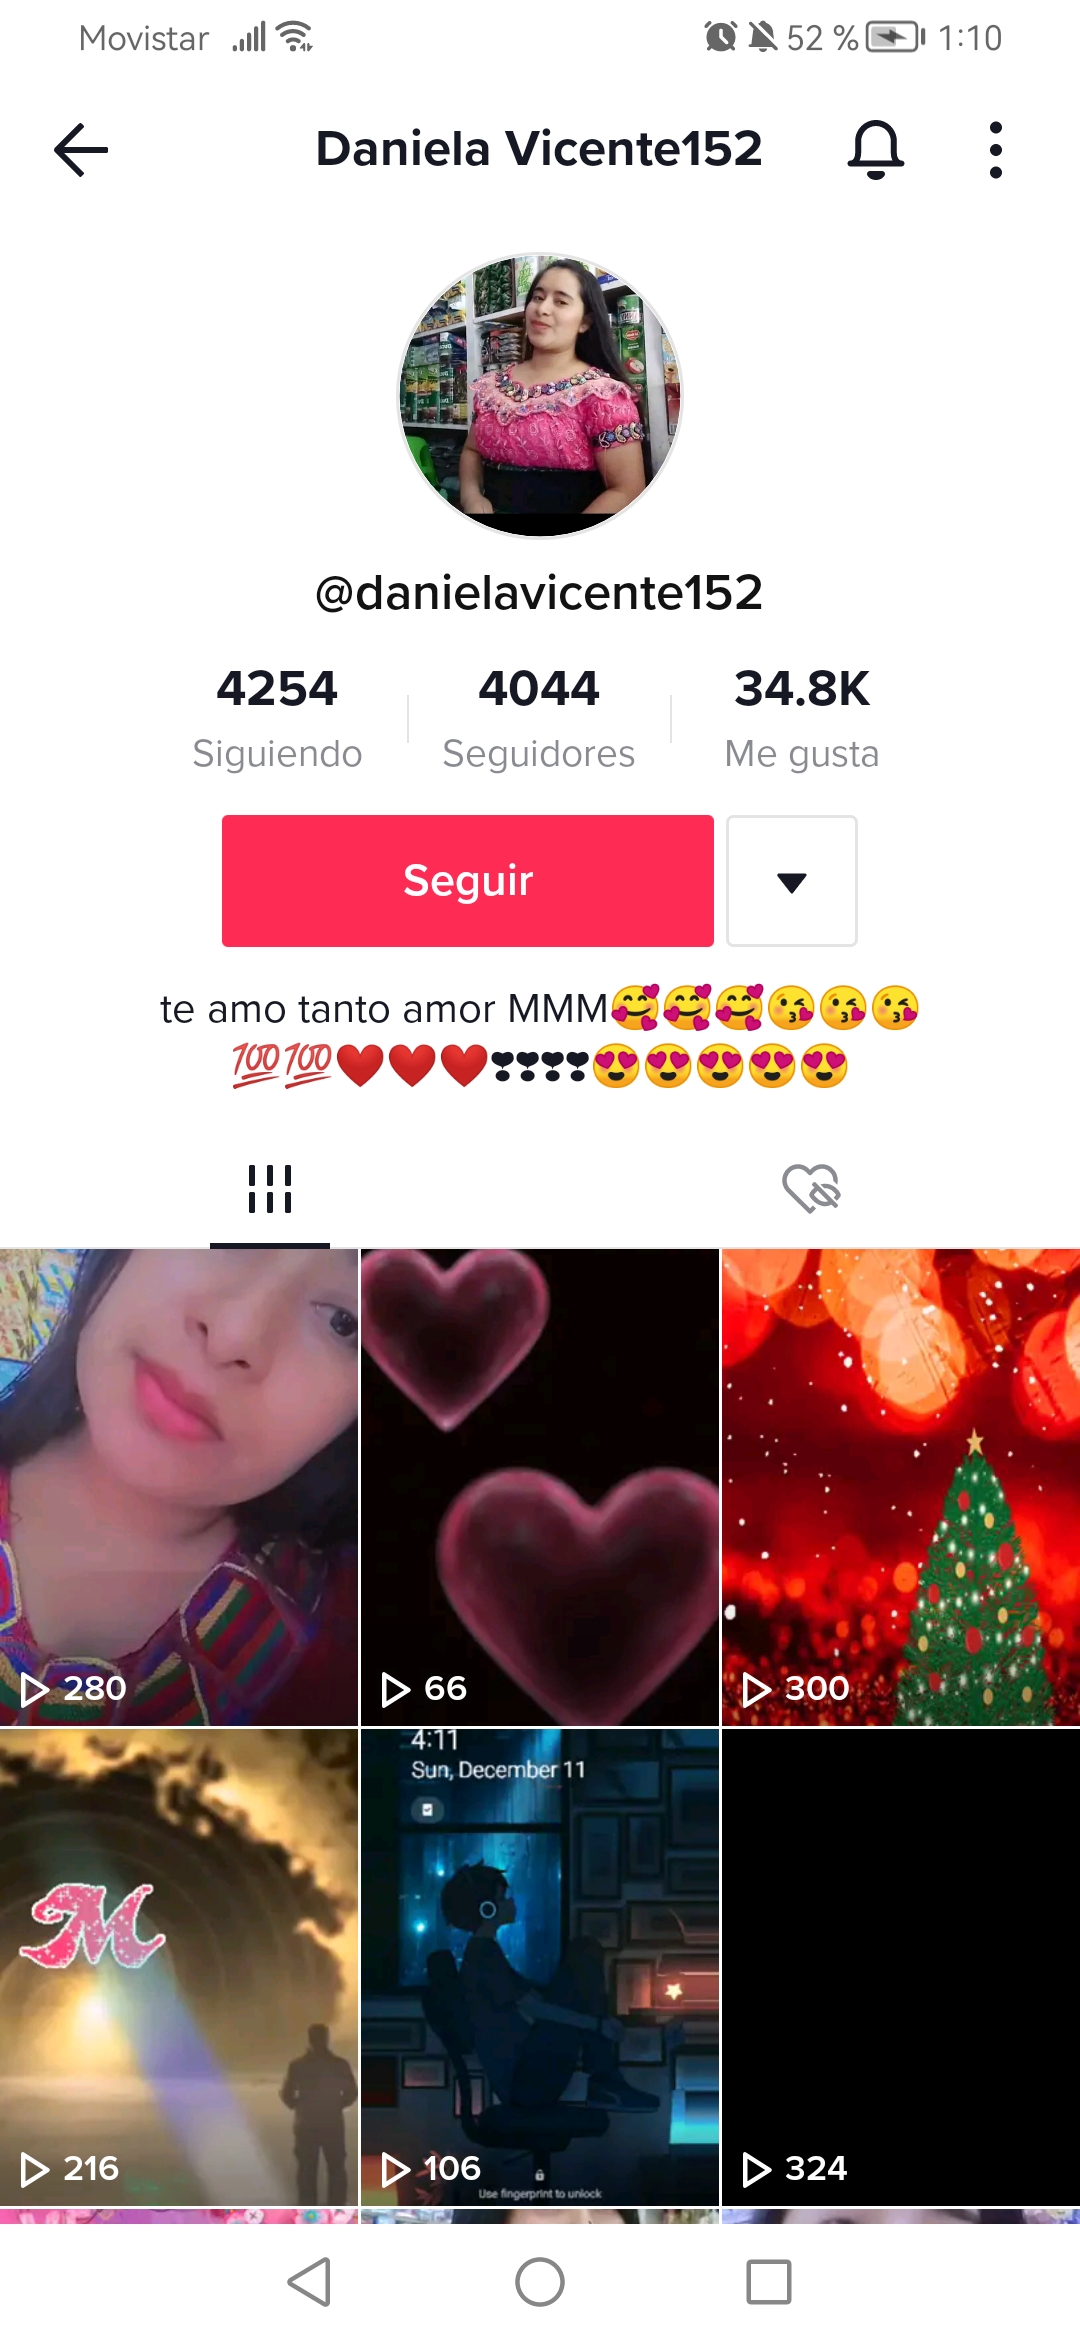 Movistar 52 % 1:10
Daniela Vicente152
@danielavicente152
4254 4044 34.8K
Siguiendo Seguidores Me gusta
Seguir
te amo tanto amor MMM🥰🥰🥰😘😘😘
💯💯❤️❤️❤️❣❣❣❣😍😍😍😍😍
280 66 300
M
4:11
Sun, December 11
216 106 324
Use fingerprint to unlock